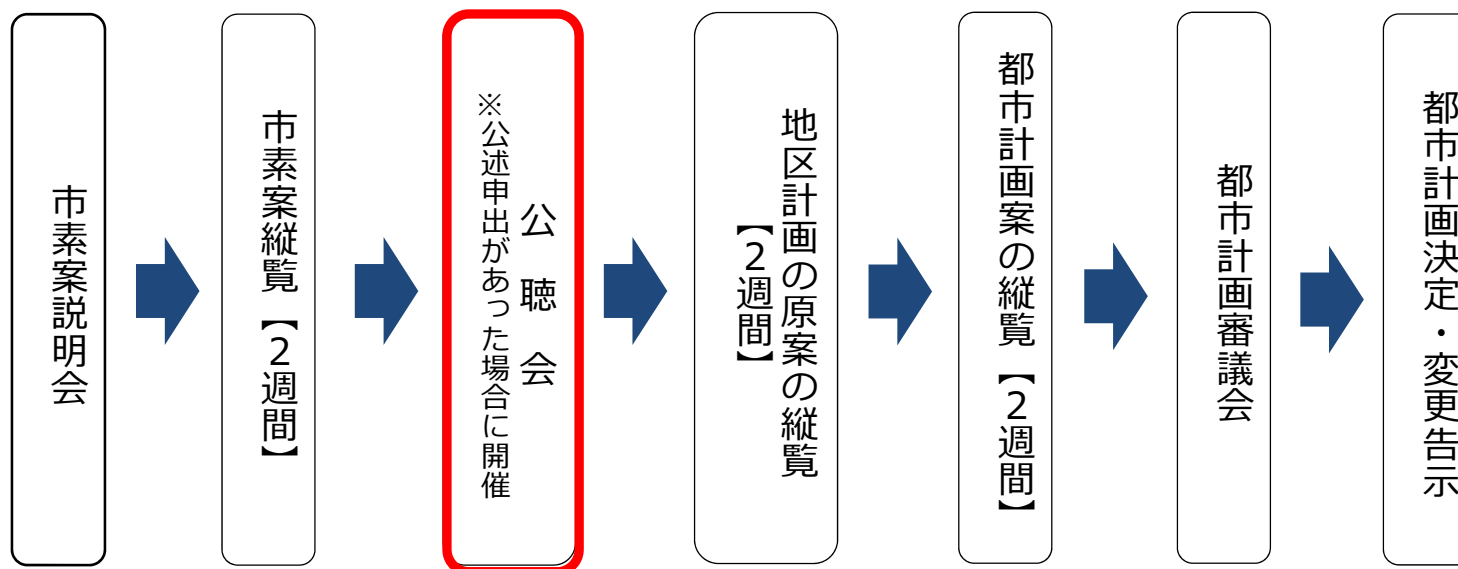 市素案説明会
市素案縦覧【2週間】
公聴会
※公述申出があった場合に開催
地区計画の原案の縦覧
【2週間】
都市計画案の縦覧【2週間】
都市計画審議会
都市計画決定・変更告示